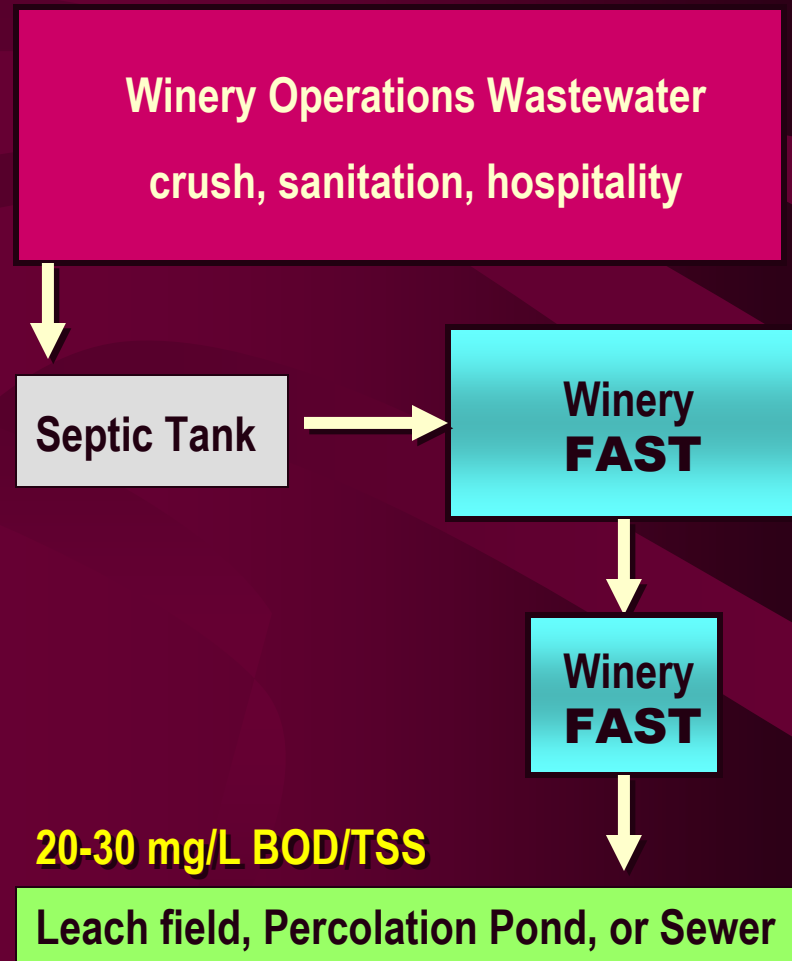 Winery Operations Wastewater
crush, sanitation, hospitality
Septic Tank
Winery
FAST
Winery
FAST
20-30 mg/L BOD/TSS
Leach field, Percolation Pond, or Sewer